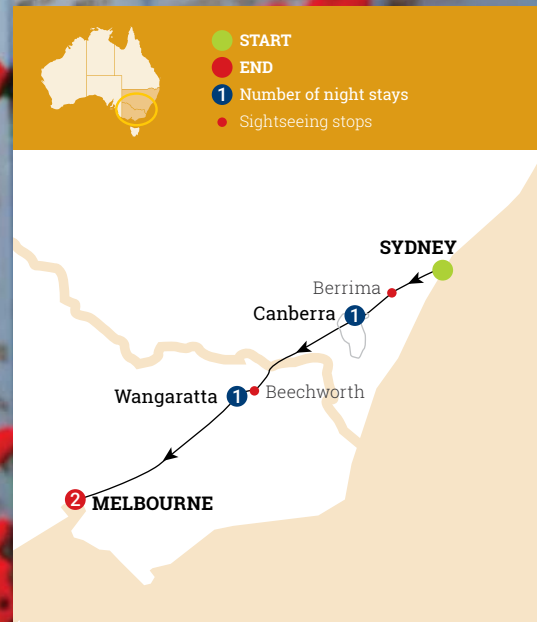 START
END
1 Number of night stays
Sightseeing stops
SYDNEY
Berrima
Canberra 1
Wangaratta 1 Beechworth
2 MELBOURNE